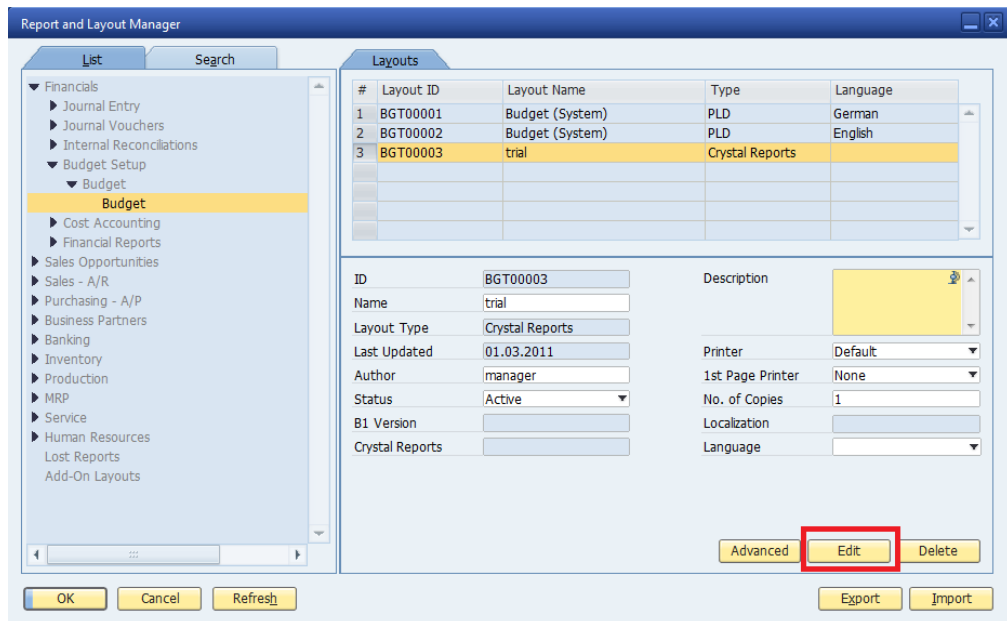 Report and Layout Manager
List Search
Financials
Journal Entry
Journal Vouchers
Internal Reconciliations
Budget Setup
Budget
Budget
Cost Accounting
Financial Reports
Sales Opportunities
Sales - A/R
Purchasing - A/P
Business Partners
Banking
Inventory
Production
MRP
Service
Human Resources
Lost Reports
Add-On Layouts
Layouts
# Layout ID Layout Name Type Language
1 BGT00001 Budget (System) PLD German
2 BGT00002 Budget (System) PLD English
3 BGT00003 trial Crystal Reports
ID BGT00003
Name trial
Layout Type Crystal Reports
Last Updated 01.03.2011
Author manager
Status Active
B1 Version
Crystal Reports
Description
Printer Default
1st Page Printer None
No. of Copies 1
Localization
Language
Advanced Edit Delete
OK Cancel Refresh Export Import